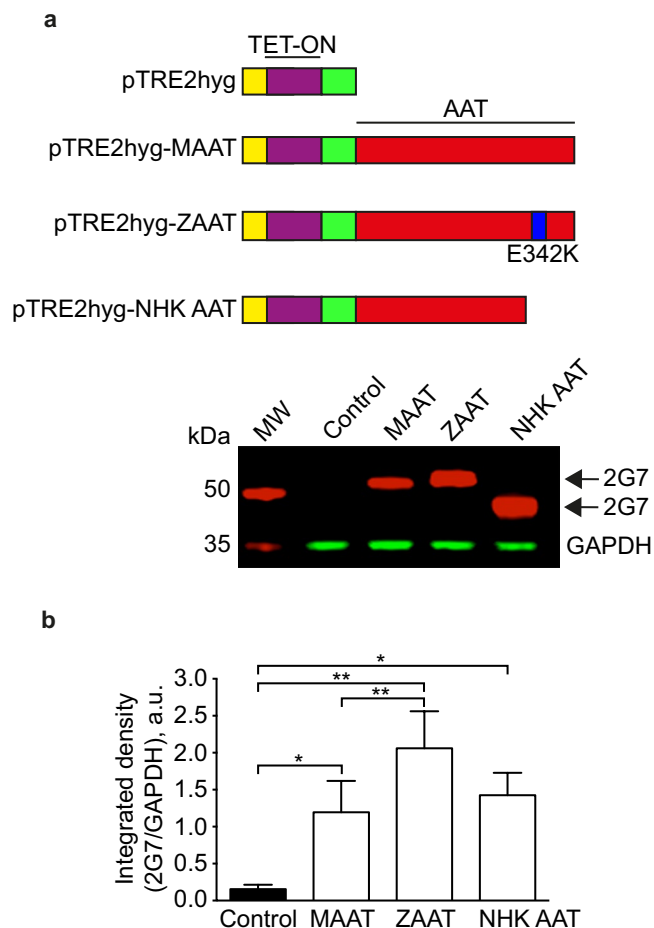 a
TET-ON
pTRE2hyg
AAT
pTRE2hyg-MAAT
pTRE2hyg-ZAAT
E342K
pTRE2hyg-NHK AAT
kDa MW Control MAAT ZAAT NHK AAT
50
2G7
2G7
35
GAPDH
b
Integrated density
(2G7/GAPDH), a.u.
3.0
2.5
2.0
1.5
1.0
0.5
0.0
*
**
**
*
Control MAAT ZAAT NHK AAT